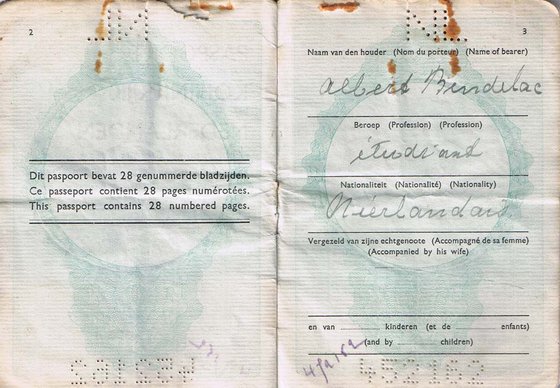 2
Dit paspoort bevat 28 genummerde bladzijden.
Ce passeport contient 28 pages numérotées.
This passport contains 28 numbered pages.
NL
3
Naam van den houder (Nom du porteur) (Name of bearer)
Albert Bendelac
Beroep (Profession) (Profession)
étudiant
Nationaliteit (Nationalité) (Nationality)
Néerlandais
Vergezeld van zijne echtgenoote (Accompagné de sa femme)
(Accompanied by his wife)
en van kinderen (et de enfants)
(and by children)